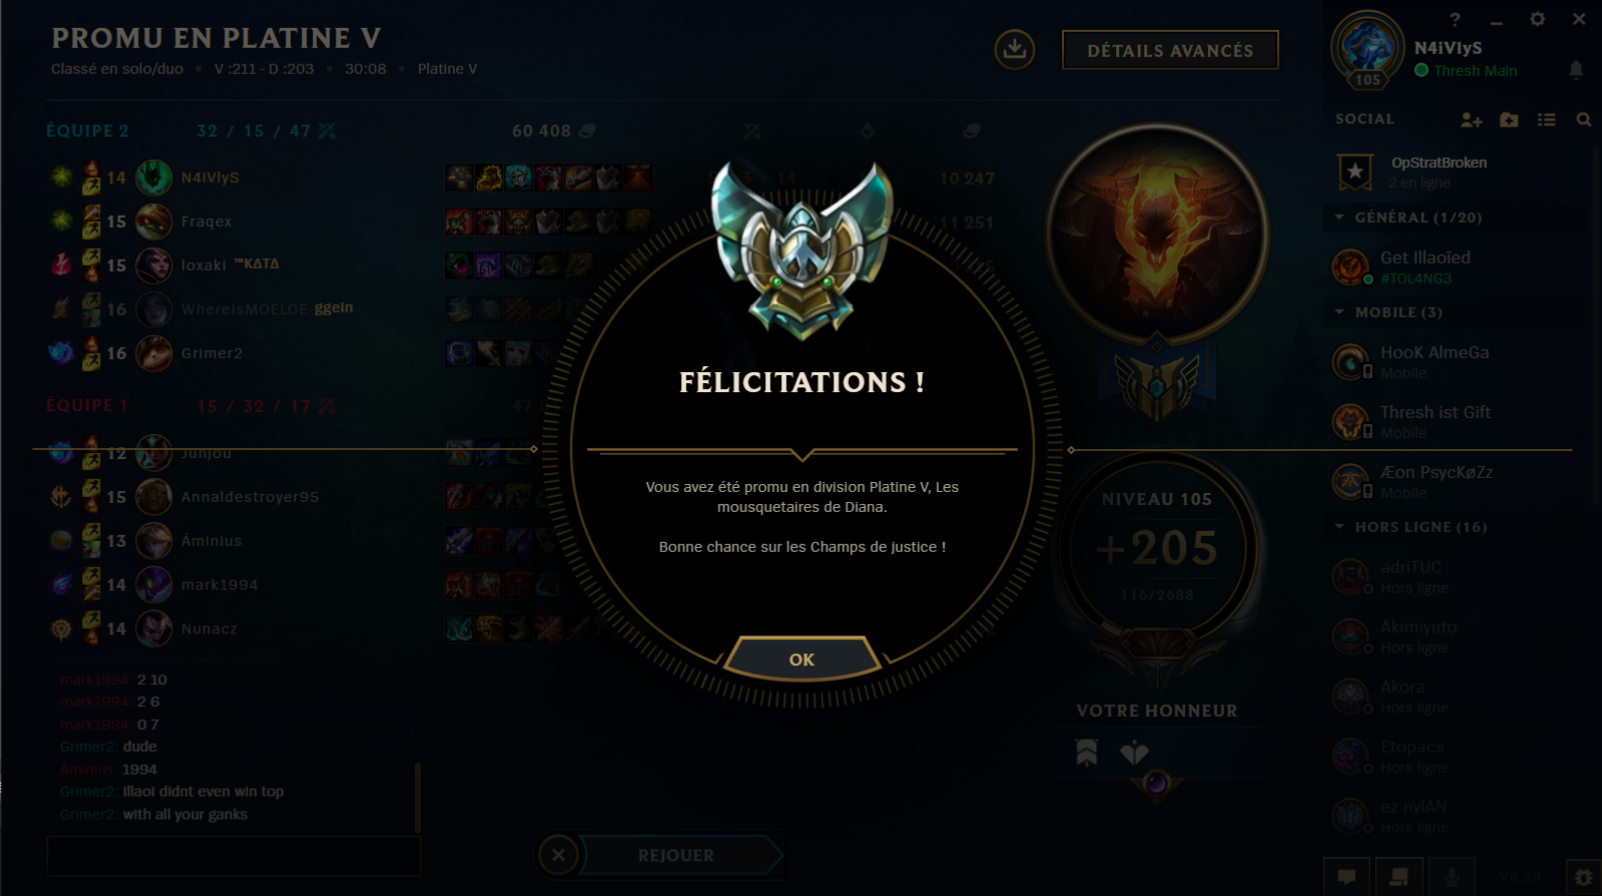 PROMU EN PLATINE V
Classé en solo/duo • V :211 - D :203 • 30:08 • Platine V
DÉTAILS AVANCÉS
?
N4iVlyS
Thresh Main
105
SOCIAL
OpStratBroken
2 en ligne
GÉNÉRAL (1/20)
Get Illaoïed
#TOL4NG3
MOBILE (3)
HooK AlmeGa
Mobile
Thresh ist Gift
Mobile
Æon PsycKøZz
Mobile
HORS LIGNE (16)
adriTUC
Hors ligne
Akimiyuto
Hors ligne
Akora
Hors ligne
Etopacs
Hors ligne
ez nylAN
Hors ligne
V8.20
ÉQUIPE 2 32 / 15 / 47 60 408
14 N4iVlyS 14 10 247
15 Fraqex 11 251
15 loxaki ™KΔTΔ
16 WhereisMOELOE ggein
16 Grimer2
ÉQUIPE 1 15 / 32 / 17
12 Junjou
15 Annaldestroyer95
13 Áminius
14 mark1994
14 Nunacz
mark1994: 2 10
mark1994: 2 6
mark1994: 0 7
Grimer2: dude
Áminius: 1994
Grimer2: illaoi didnt even win top
Grimer2: with all your ganks
FÉLICITATIONS !
Vous avez été promu en division Platine V, Les
mousquetaires de Diana.
Bonne chance sur les Champs de justice !
OK
NIVEAU 105
+205
116/2688
VOTRE HONNEUR
REJOUER